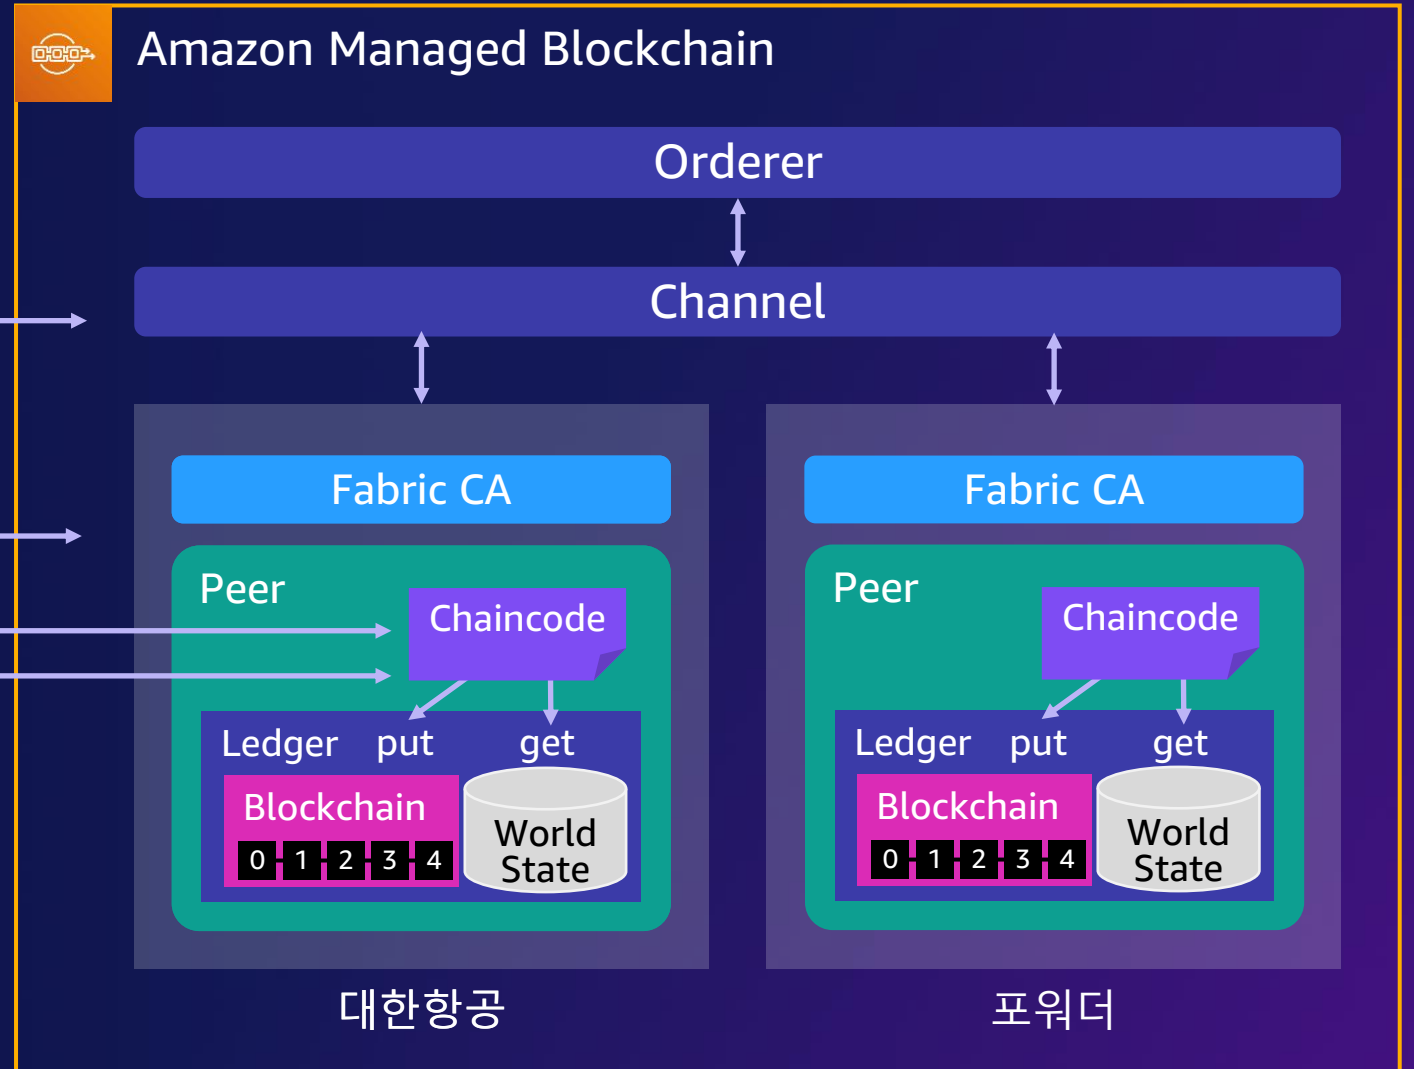 Amazon Managed Blockchain
Orderer
Channel
Fabric CA
Peer
Chaincode
Ledger put get
Blockchain
0 1 2 3 4
World
State
대한항공
Fabric CA
Peer
Chaincode
Ledger put get
Blockchain
0 1 2 3 4
World
State
포워더